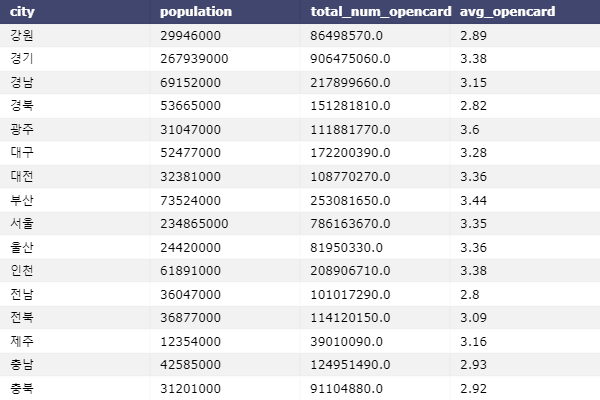 city population total_num_opencard avg_opencard
강원 29946000 86498570.0 2.89
경기 267939000 906475060.0 3.38
경남 69152000 217899660.0 3.15
경북 53665000 151281810.0 2.82
광주 31047000 111881770.0 3.6
대구 52477000 172200390.0 3.28
대전 32381000 108770270.0 3.36
부산 73524000 253081650.0 3.44
서울 234865000 786163670.0 3.35
울산 24420000 81950330.0 3.36
인천 61891000 208906710.0 3.38
전남 36047000 101017290.0 2.8
전북 36877000 114120150.0 3.09
제주 12354000 39010090.0 3.16
충남 42585000 124951490.0 2.93
충북 31201000 91104880.0 2.92